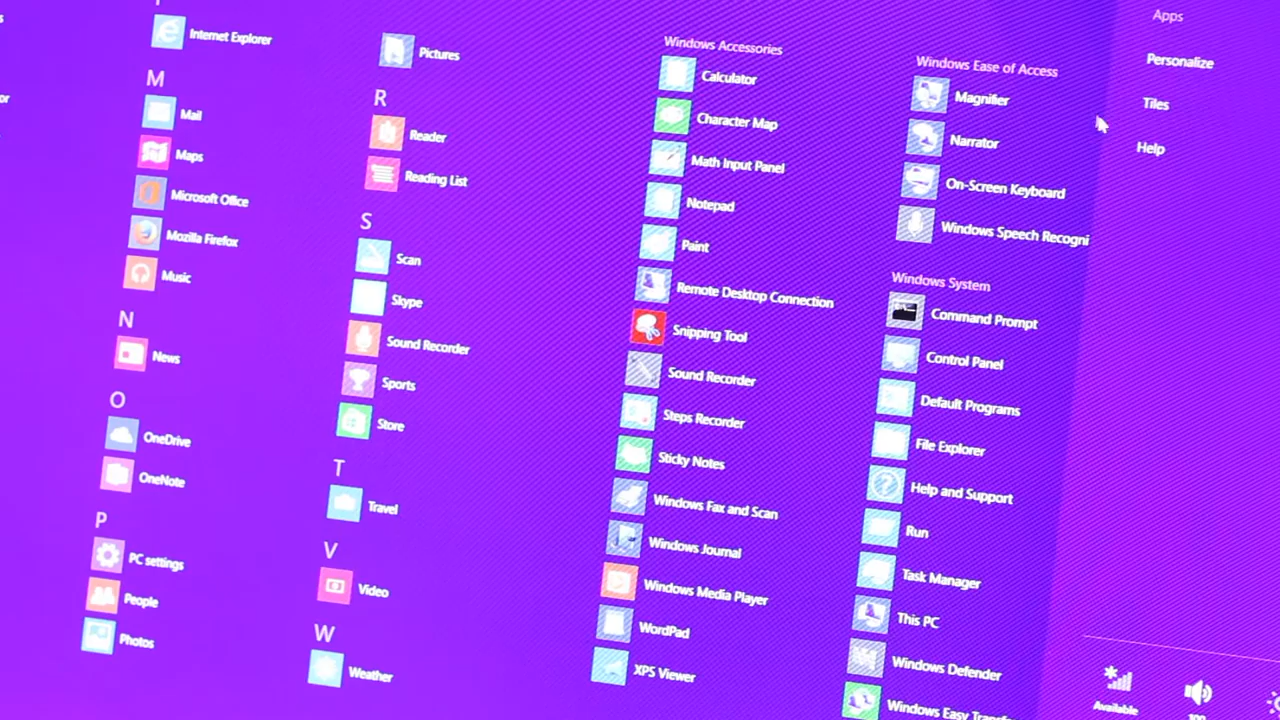 Internet Explorer
M
Mail
Maps
Microsoft Office
Mozilla Firefox
Music
N
News
O
OneDrive
OneNote
P
PC settings
People
Photos
Pictures
R
Reader
Reading List
S
Scan
Skype
Sound Recorder
Sports
Store
T
Travel
V
Video
W
Weather
Windows Accessories
Calculator
Character Map
Math Input Panel
Notepad
Paint
Remote Desktop Connection
Snipping Tool
Sound Recorder
Steps Recorder
Sticky Notes
Windows Fax and Scan
Windows Journal
Windows Media Player
WordPad
XPS Viewer
Windows Ease of Access
Magnifier
Narrator
On-Screen Keyboard
Windows Speech Recogni
Windows System
Command Prompt
Control Panel
Default Programs
File Explorer
Help and Support
Run
Task Manager
This PC
Windows Defender
Windows Easy Transf
Apps
Personalize
Tiles
Help
Available